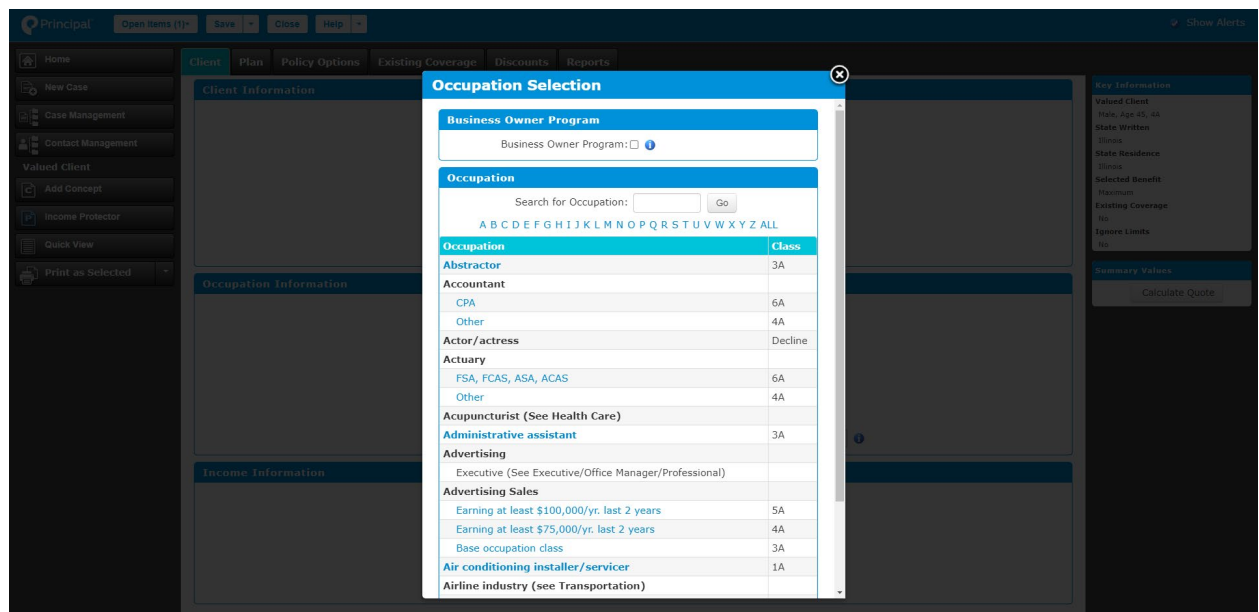 Principal
Open Items (1)
Save
Close
Help
Show Alerts
Home
New Case
Case Management
Contact Management
Valued Client
Add Concept
Income Protector
Quick View
Print as Selected
Client Plan Policy Options Existing Coverage Discounts Reports
Client Information
Occupation Information
Income Information
Occupation Selection
Business Owner Program
Business Owner Program:
Occupation
Search for Occupation: Go
A B C D E F G H I J K L M N O P Q R S T U V W X Y Z ALL
Occupation Class
Abstractor 3A
Accountant
CPA 6A
Other 4A
Actor/actress Decline
Actuary
FSA, FCAS, ASA, ACAS 6A
Other 4A
Acupuncturist (See Health Care)
Administrative assistant 3A
Advertising
Executive (See Executive/Office Manager/Professional)
Advertising Sales
Earning at least $100,000/yr. last 2 years 5A
Earning at least $75,000/yr. last 2 years 4A
Base occupation class 3A
Air conditioning installer/servicer 1A
Airline industry (see Transportation)
Key Information
Valued Client
Male, Age 45, 4A
State Written
Illinois
State Residence
Illinois
Selected Benefit
Maximum
Existing Coverage
No
Ignore Limits
No
Summary Values
Calculate Quote